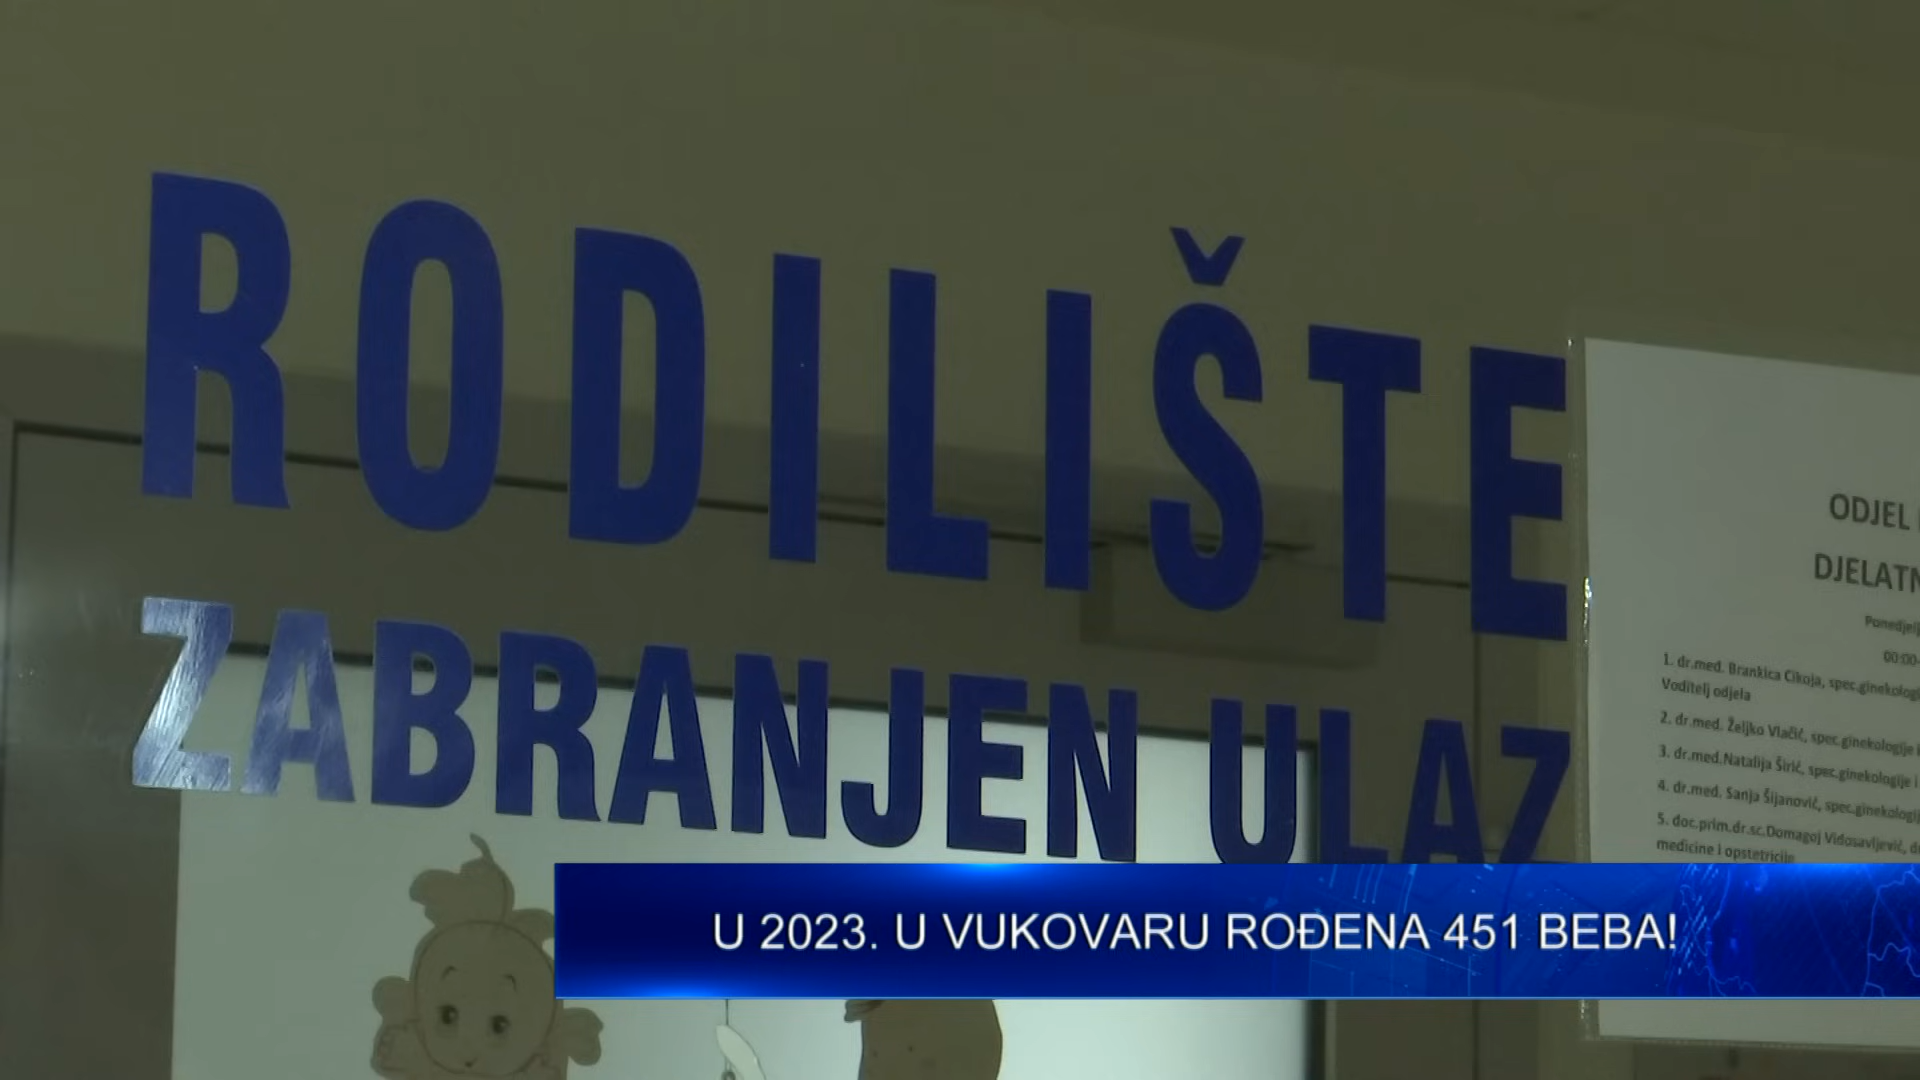 RODILIŠTE
ZABRANJEN ULAZ
ODJEL
DJELATN
Ponedjelj
00:00-
1. dr.med. Brankica Cikoja, spec.ginekologi
Voditelj odjela
2. dr.med. Željko Vlačić, spec.ginekologije i
3. dr.med.Natalija Širić, spec.ginekologije i
4. dr.med. Sanja Šijanović, spec.ginekologij
5. doc.prim.dr.sc.Domagoj Vidosavljević, d
medicine i opstetricije
U 2023. U VUKOVARU ROĐENA 451 BEBA!